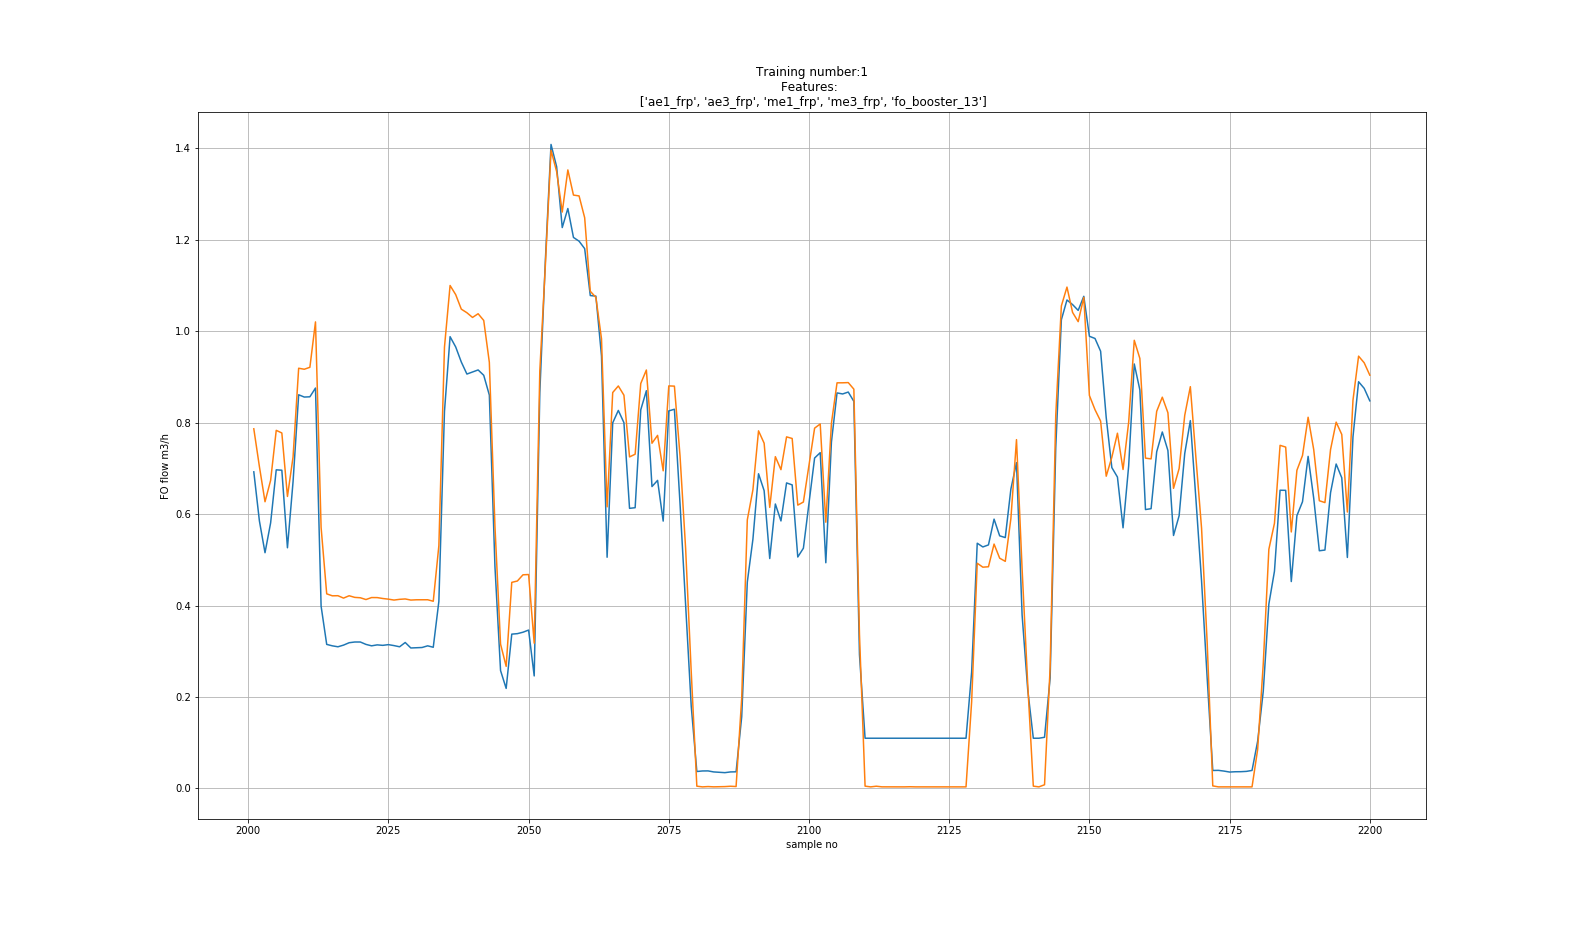 Training number:1
Features:
['ae1_frp', 'ae3_frp', 'me1_frp', 'me3_frp', 'fo_booster_13']
1.4
1.2
1.0
0.8
0.6
0.4
0.2
0.0
FO flow m3/h
2000 2025 2050 2075 2100 2125 2150 2175 2200
sample no